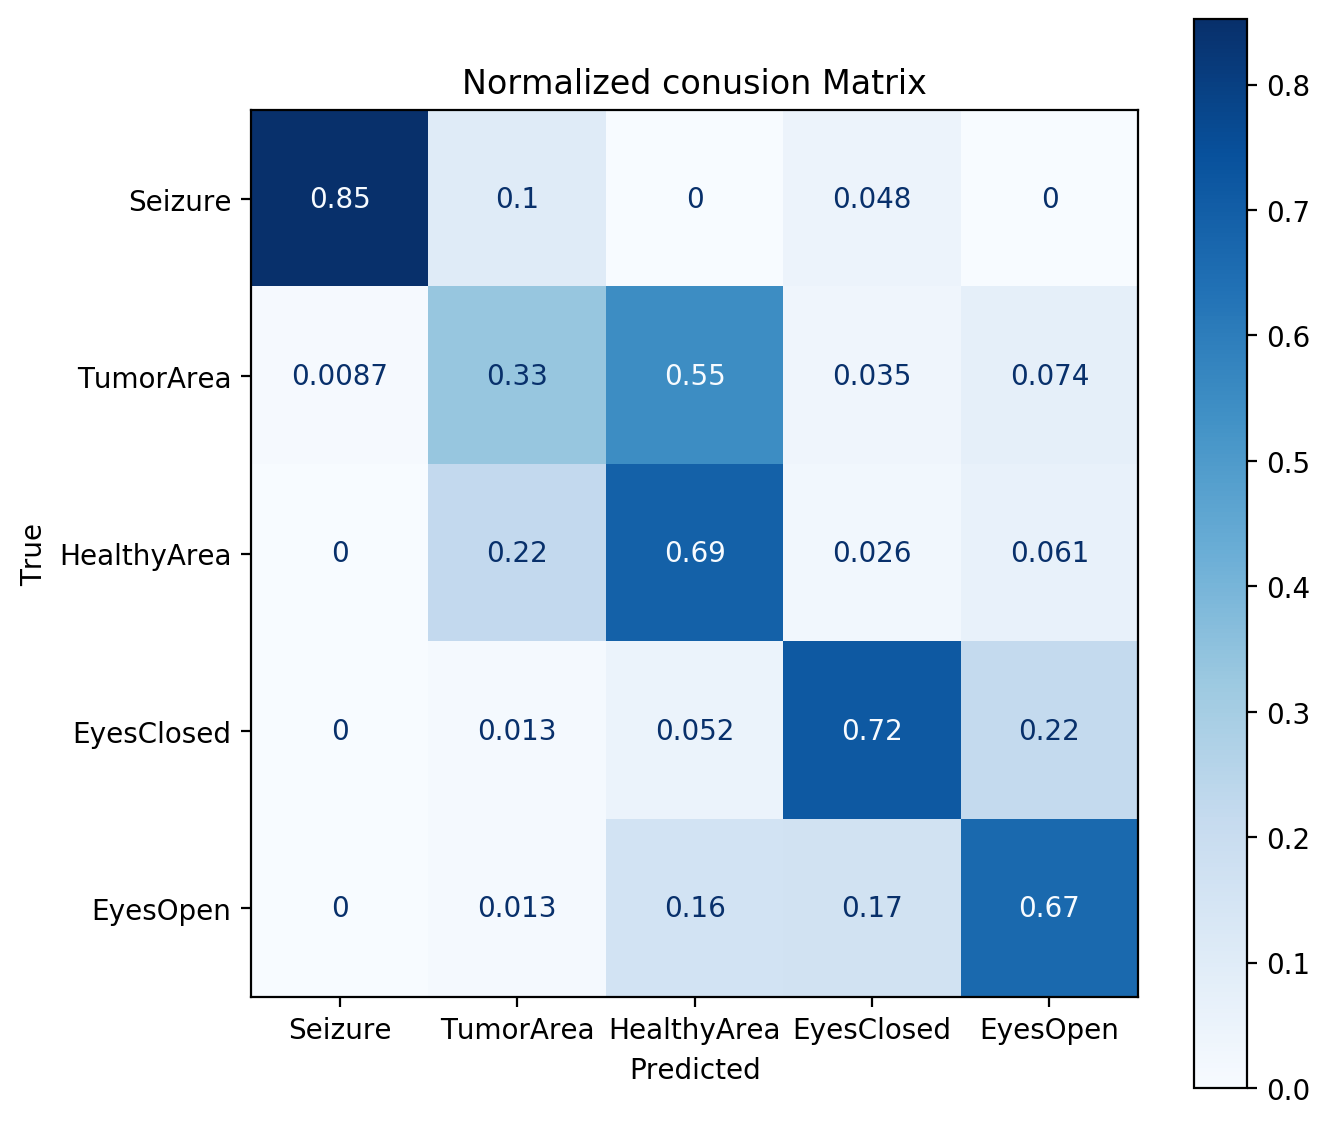 Normalized conusion Matrix
Seizure 0.85 0.1 0 0.048 0
TumorArea 0.0087 0.33 0.55 0.035 0.074
HealthyArea 0 0.22 0.69 0.026 0.061
EyesClosed 0 0.013 0.052 0.72 0.22
EyesOpen 0 0.013 0.16 0.17 0.67
True
Seizure TumorArea HealthyArea EyesClosed EyesOpen
Predicted
0.8
0.7
0.6
0.5
0.4
0.3
0.2
0.1
0.0